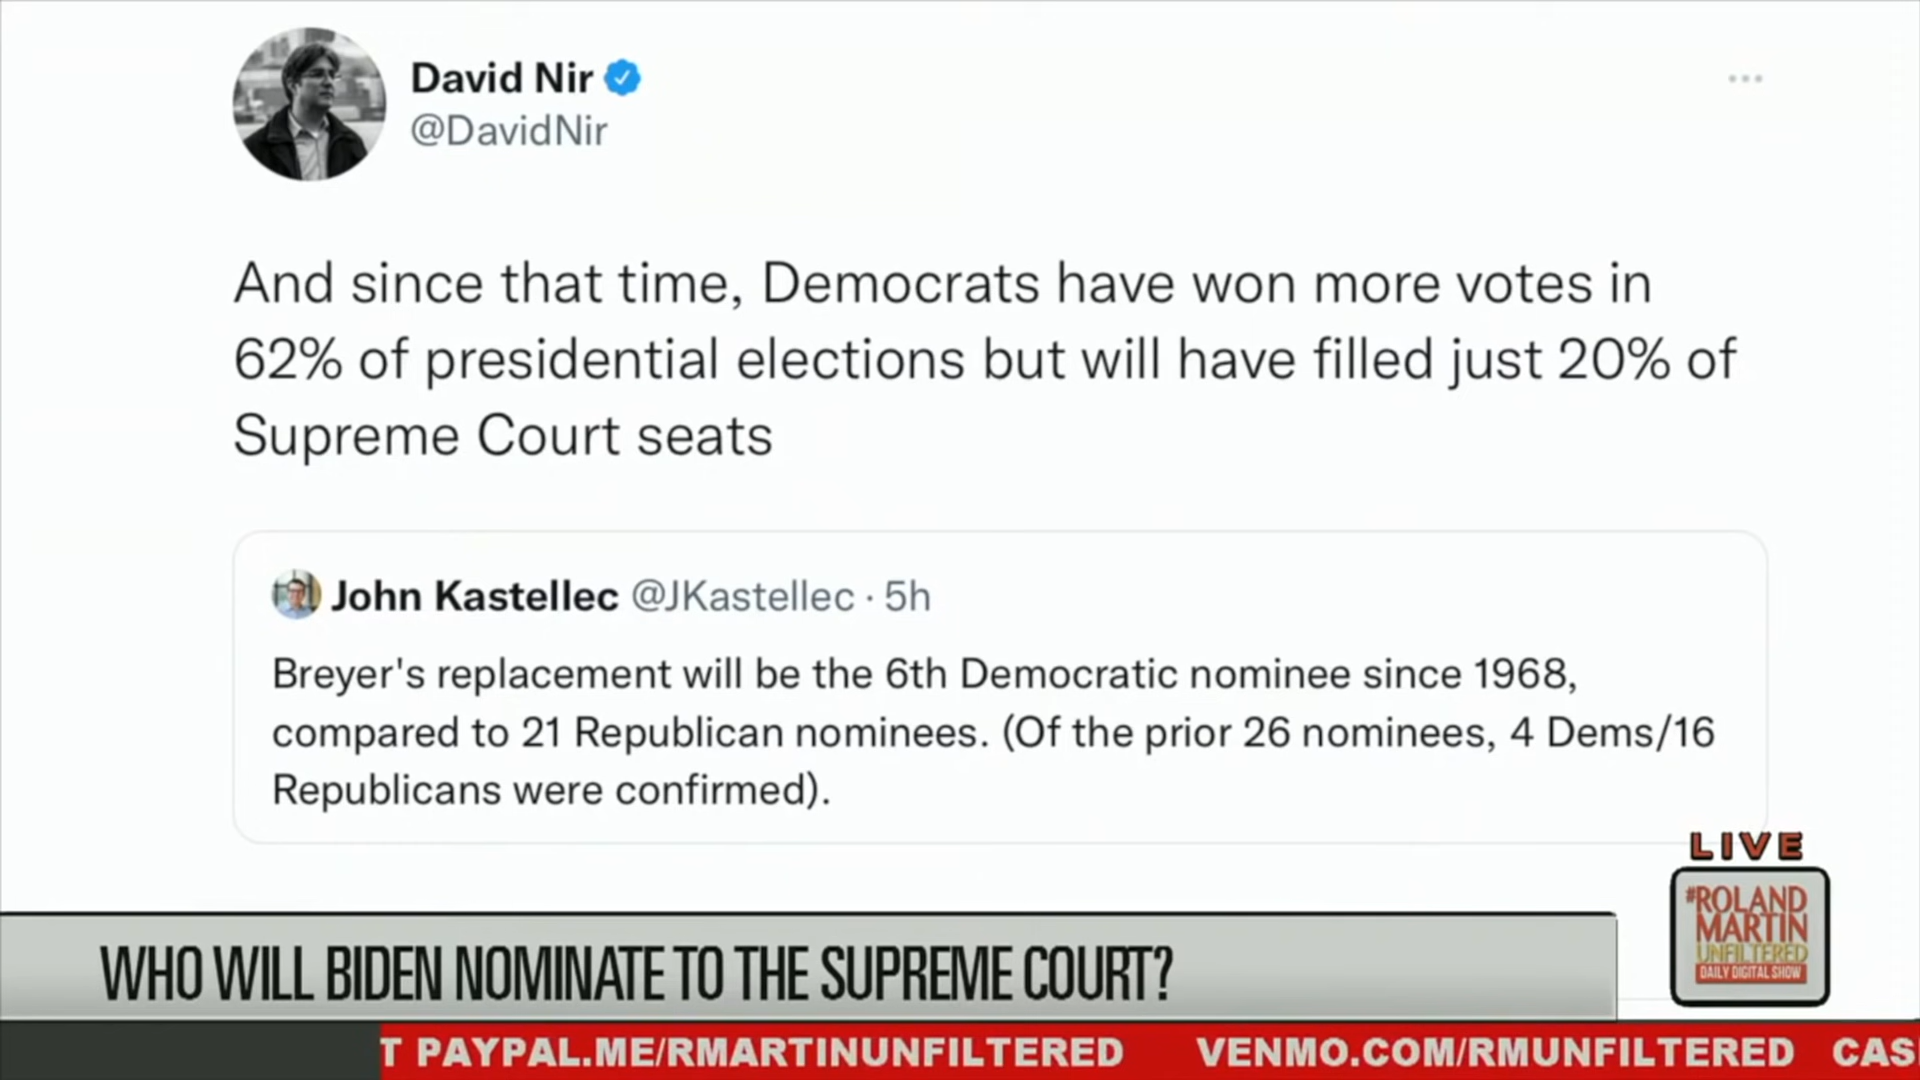 David Nir
@DavidNir
And since that time, Democrats have won more votes in
62% of presidential elections but will have filled just 20% of
Supreme Court seats
John Kastellec @JKastellec · 5h
Breyer's replacement will be the 6th Democratic nominee since 1968,
compared to 21 Republican nominees. (Of the prior 26 nominees, 4 Dems/16
Republicans were confirmed).
LIVE
#ROLAND
MARTIN
UNFILTERED
DAILY DIGITAL SHOW
WHO WILL BIDEN NOMINATE TO THE SUPREME COURT?
T PAYPAL.ME/RMARTINUNFILTERED VENMO.COM/RMUNFILTERED CAS